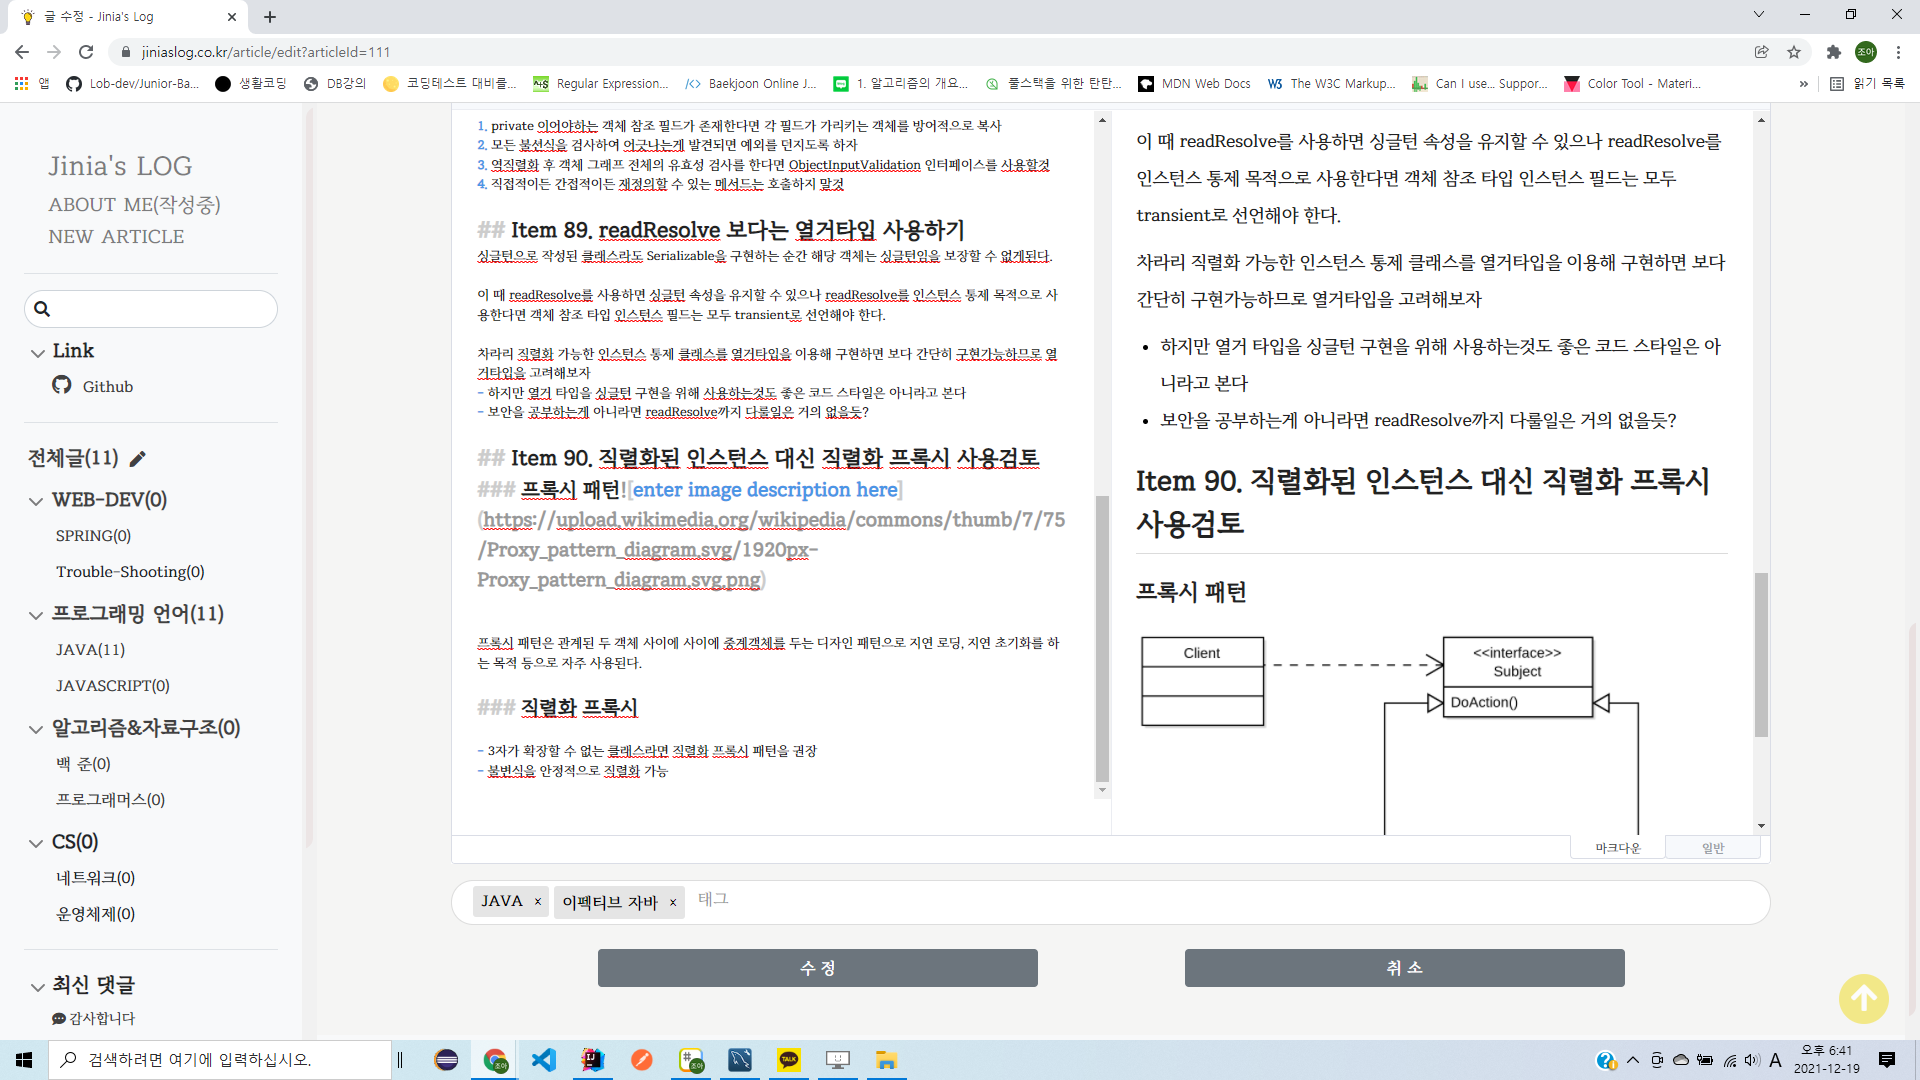 글 수정 - Jinia's Log
jiniaslog.co.kr/article/edit?articleId=111
조아
앱
Lob-dev/Junior-Ba...
생활코딩
DB강의
코딩테스트 대비를...
Regular Expression...
Baekjoon Online J...
1. 알고리즘의 개요...
풀스택을 위한 탄탄...
MDN Web Docs
The W3C Markup...
Can I use... Suppor...
Color Tool - Materi...
»
읽기 목록
Jinia's LOG
ABOUT ME(작성중)
NEW ARTICLE
Link
Github
전체글(11)
WEB-DEV(0)
SPRING(0)
Trouble-Shooting(0)
프로그래밍 언어(11)
JAVA(11)
JAVASCRIPT(0)
알고리즘&자료구조(0)
백 준(0)
프로그래머스(0)
CS(0)
네트워크(0)
운영체제(0)
최신 댓글
감사합니다
1. private 이어야하는 객체 참조 필드가 존재한다면 각 필드가 가리키는 객체를 방어적으로 복사
2. 모든 불션식을 검사하여 어긋나는게 발견되면 예외를 던지도록 하자
3. 역직렬화 후 객체 그래프 전체의 유효성 검사를 한다면 ObjectInputValidation 인터페이스를 사용할것
4. 직접적이든 간접적이든 재정의할 수 있는 메서드는 호출하지 말것
## Item 89. readResolve 보다는 열거타입 사용하기
싱글턴으로 작성된 클래스라도 Serializable을 구현하는 순간 해당 객체는 싱글턴임을 보장할 수 없게된다.
이 때 readResolve를 사용하면 싱글턴 속성을 유지할 수 있으나 readResolve를 인스턴스 통제 목적으로 사
용한다면 객체 참조 타입 인스턴스 필드는 모두 transient로 선언해야 한다.
차라리 직렬화 가능한 인스턴스 통제 클래스를 열거타입을 이용해 구현하면 보다 간단히 구현가능하므로 열
거타입을 고려해보자
- 하지만 열거 타입을 싱글턴 구현을 위해 사용하는것도 좋은 코드 스타일은 아니라고 본다
- 보안을 공부하는게 아니라면 readResolve까지 다룰일은 거의 없을듯?
## Item 90. 직렬화된 인스턴스 대신 직렬화 프록시 사용검토
### 프록시 패턴![enter image description here]
(https://upload.wikimedia.org/wikipedia/commons/thumb/7/75
/Proxy_pattern_diagram.svg/1920px-
Proxy_pattern_diagram.svg.png)
프록시 패턴은 관계된 두 객체 사이에 사이에 중계객체를 두는 디자인 패턴으로 지연 로딩, 지연 초기화를 하
는 목적 등으로 자주 사용된다.
### 직렬화 프록시
- 3자가 확장할 수 없는 클래스라면 직렬화 프록시 패턴을 권장
- 불변식을 안정적으로 직렬화 가능
이 때 readResolve를 사용하면 싱글턴 속성을 유지할 수 있으나 readResolve를
인스턴스 통제 목적으로 사용한다면 객체 참조 타입 인스턴스 필드는 모두
transient로 선언해야 한다.
차라리 직렬화 가능한 인스턴스 통제 클래스를 열거타입을 이용해 구현하면 보다
간단히 구현가능하므로 열거타입을 고려해보자
• 하지만 열거 타입을 싱글턴 구현을 위해 사용하는것도 좋은 코드 스타일은 아
니라고 본다
• 보안을 공부하는게 아니라면 readResolve까지 다룰일은 거의 없을듯?
Item 90. 직렬화된 인스턴스 대신 직렬화 프록시
사용검토
프록시 패턴
Client
<<interface>>
Subject
DoAction()
마크다운
일반
JAVA ×
이펙티브 자바 ×
태그
수 정
취 소
검색하려면 여기에 입력하십시오.
A
오후 6:41
2021-12-19